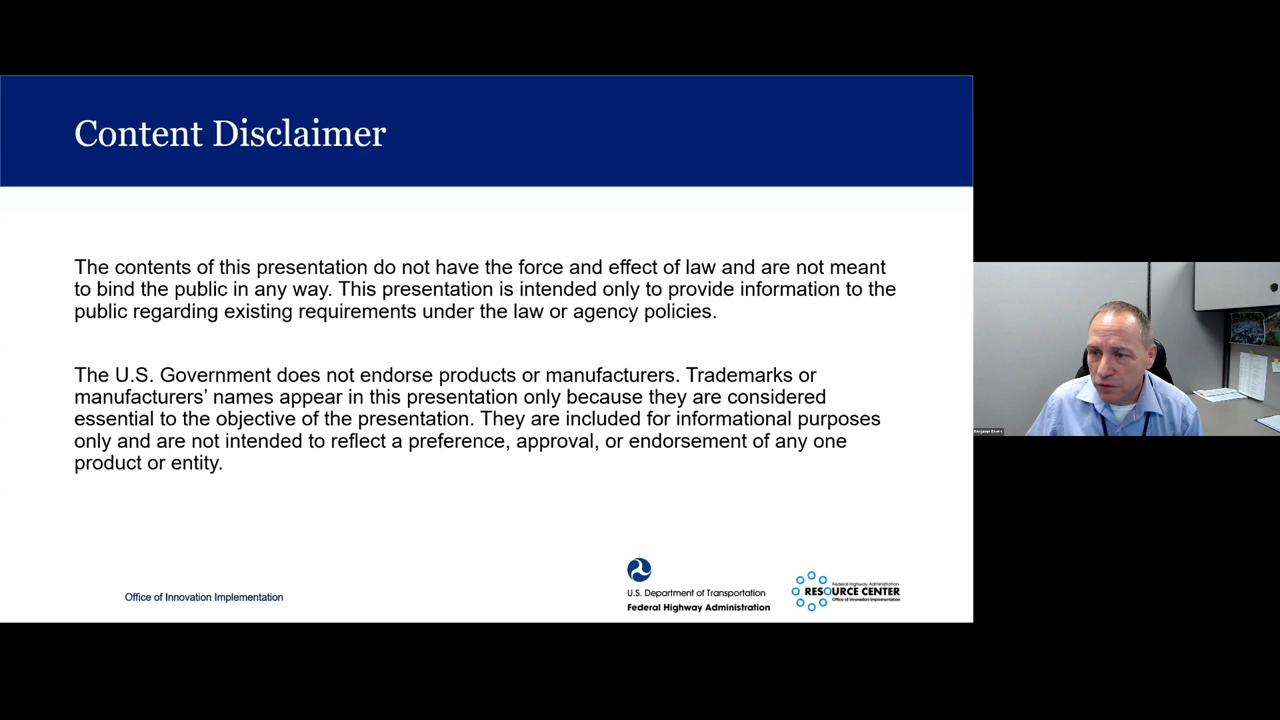 Content Disclaimer
The contents of this presentation do not have the force and effect of law and are not meant
to bind the public in any way. This presentation is intended only to provide information to the
public regarding existing requirements under the law or agency policies.
The U.S. Government does not endorse products or manufacturers. Trademarks or
manufacturers’ names appear in this presentation only because they are considered
essential to the objective of the presentation. They are included for informational purposes
only and are not intended to reflect a preference, approval, or endorsement of any one
product or entity.
Office of Innovation Implementation
U.S. Department of Transportation
Federal Highway Administration
Federal Highway Administration
RESOURCE CENTER
Office of Innovation Implementation